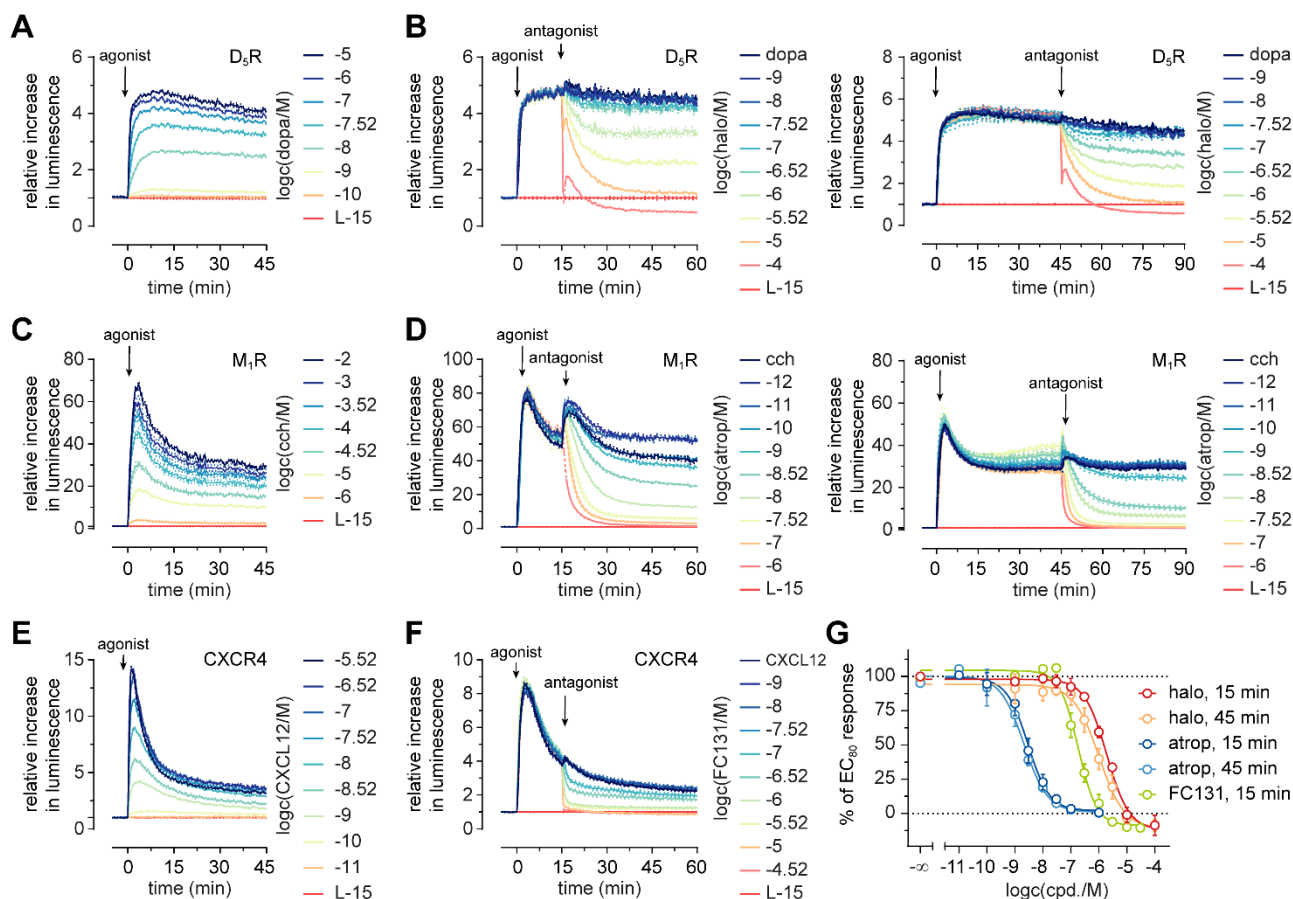 A
agonist
D5R
relative increase
in luminescence
6
4
2
0
0
15
30
45
time (min)
logc(dopa/M)
-5
-6
-7
-7.52
-8
-9
-10
L-15
B
antagonist
agonist
D5R
relative increase
in luminescence
6
4
2
0
0
15
30
45
60
time (min)
logc(halo/M)
dopa
-9
-8
-7.52
-7
-6.52
-6
-5.52
-5
-4
L-15
agonist
antagonist
D5R
relative increase
in luminescence
8
6
4
2
0
0
15
30
45
60
75
90
time (min)
logc(halo/M)
dopa
-9
-8
-7.52
-7
-6.52
-6
-5.52
-5
-4
L-15
C
agonist
M1R
relative increase
in luminescence
80
60
40
20
0
0
15
30
45
time (min)
logc(cch/M)
-2
-3
-3.52
-4
-4.52
-5
-6
L-15
D
agonist
antagonist
M1R
relative increase
in luminescence
100
80
60
40
20
0
0
15
30
45
60
time (min)
logc(atrop/M)
cch
-12
-11
-10
-9
-8.52
-8
-7.52
-7
-6
L-15
agonist
antagonist
M1R
relative increase
in luminescence
80
60
40
20
0
0
15
30
45
60
75
90
time (min)
logc(atrop/M)
cch
-12
-11
-10
-9
-8.52
-8
-7.52
-7
-6
L-15
E
agonist
CXCR4
relative increase
in luminescence
15
10
5
0
0
15
30
45
time (min)
logc(CXCL12/M)
-5.52
-6.52
-7
-7.52
-8
-8.52
-9
-10
-11
L-15
F
agonist
antagonist
CXCR4
relative increase
in luminescence
10
8
6
4
2
0
0
15
30
45
60
time (min)
logc(FC131/M)
CXCL12
-9
-8
-7.52
-7
-6.52
-6
-5.52
-5
-4.52
L-15
G
% of EC80 response
100
75
50
25
0
-∞
-11
-10
-9
-8
-7
-6
-5
-4
logc(cpd./M)
halo, 15 min
halo, 45 min
atrop, 15 min
atrop, 45 min
FC131, 15 min